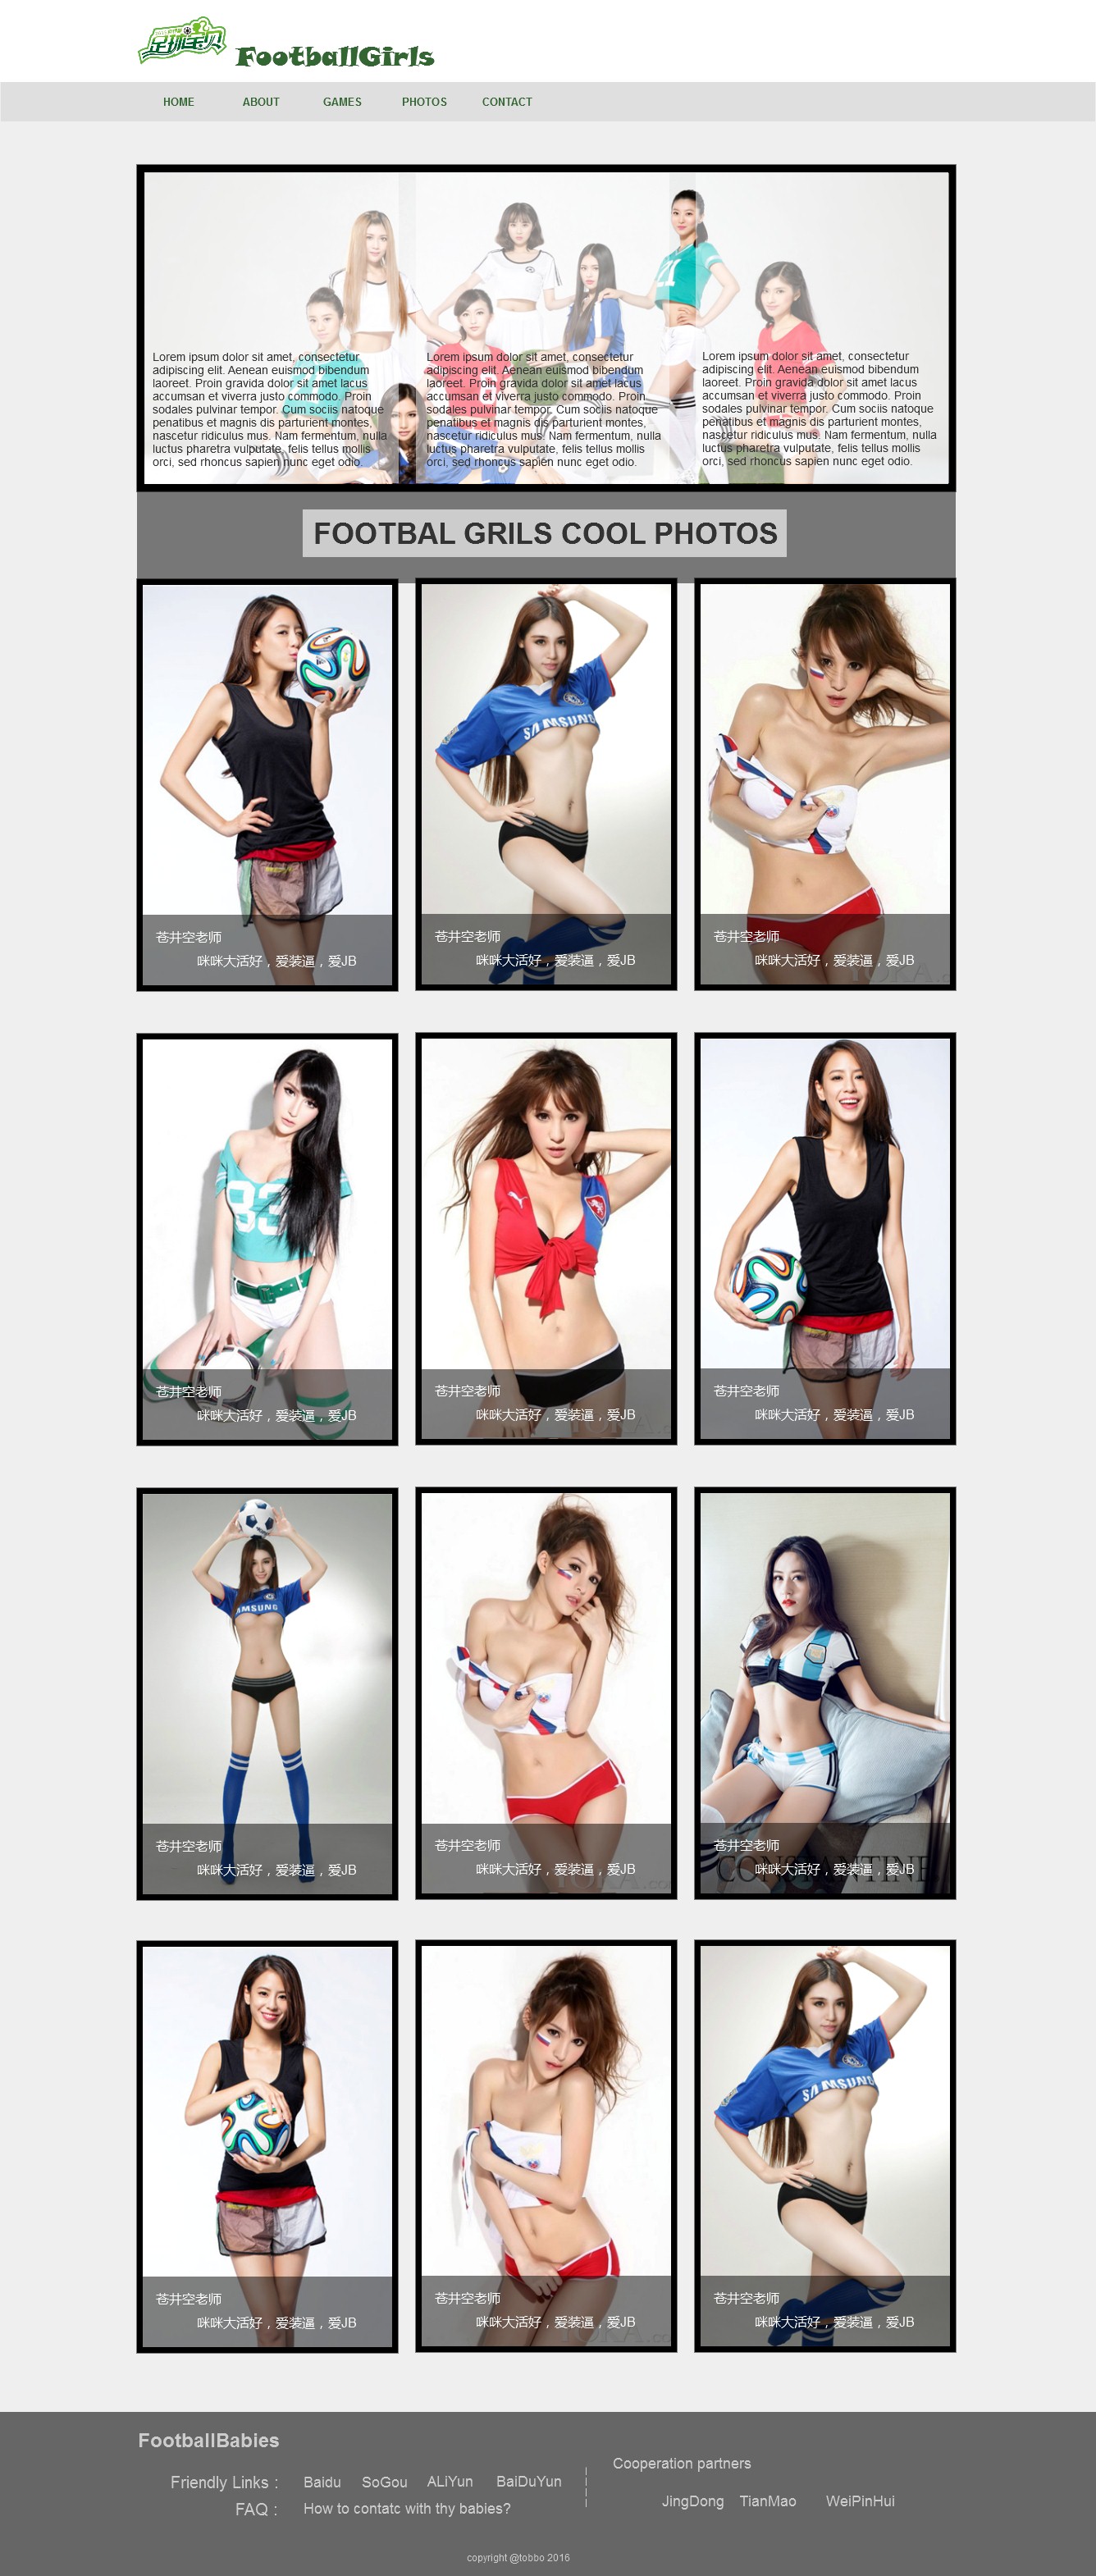 足球宝贝
FootballGirls
HOME ABOUT GAMES PHOTOS CONTACT
Lorem ipsum dolor sit amet, consectetur
adipiscing elit. Aenean euismod bibendum
laoreet. Proin gravida dolor sit amet lacus
accumsan et viverra justo commodo. Proin
sodales pulvinar tempor. Cum sociis natoque
penatibus et magnis dis parturient montes,
nascetur ridiculus mus. Nam fermentum, nulla
luctus pharetra vulputate, felis tellus mollis
orci, sed rhoncus sapien nunc eget odio.
Lorem ipsum dolor sit amet, consectetur
adipiscing elit. Aenean euismod bibendum
laoreet. Proin gravida dolor sit amet lacus
accumsan et viverra justo commodo. Proin
sodales pulvinar tempor. Cum sociis natoque
penatibus et magnis dis parturient montes,
nascetur ridiculus mus. Nam fermentum, nulla
luctus pharetra vulputate, felis tellus mollis
orci, sed rhoncus sapien nunc eget odio.
Lorem ipsum dolor sit amet, consectetur
adipiscing elit. Aenean euismod bibendum
laoreet. Proin gravida dolor sit amet lacus
accumsan et viverra justo commodo. Proin
sodales pulvinar tempor. Cum sociis natoque
penatibus et magnis dis parturient montes,
nascetur ridiculus mus. Nam fermentum, nulla
luctus pharetra vulputate, felis tellus mollis
orci, sed rhoncus sapien nunc eget odio.
FOOTBAL GRILS COOL PHOTOS
苍井空老师
咪咪大活好，爱装逼，爱JB
SAMSUNG
苍井空老师
咪咪大活好，爱装逼，爱JB
苍井空老师
咪咪大活好，爱装逼，爱JB
83
苍井空老师
咪咪大活好，爱装逼，爱JB
苍井空老师
咪咪大活好，爱装逼，爱JB
苍井空老师
咪咪大活好，爱装逼，爱JB
AMSUNG
苍井空老师
咪咪大活好，爱装逼，爱JB
苍井空老师
咪咪大活好，爱装逼，爱JB
苍井空老师
咪咪大活好，爱装逼，爱JB
CONSTANTINE
苍井空老师
咪咪大活好，爱装逼，爱JB
苍井空老师
咪咪大活好，爱装逼，爱JB
SAMSUNG
苍井空老师
咪咪大活好，爱装逼，爱JB
FootballBabies
Friendly Links : Baidu SoGou ALiYun BaiDuYun
FAQ : How to contatc with thy babies?
Cooperation partners
JingDong TianMao WeiPinHui
copyright @tobbo 2016